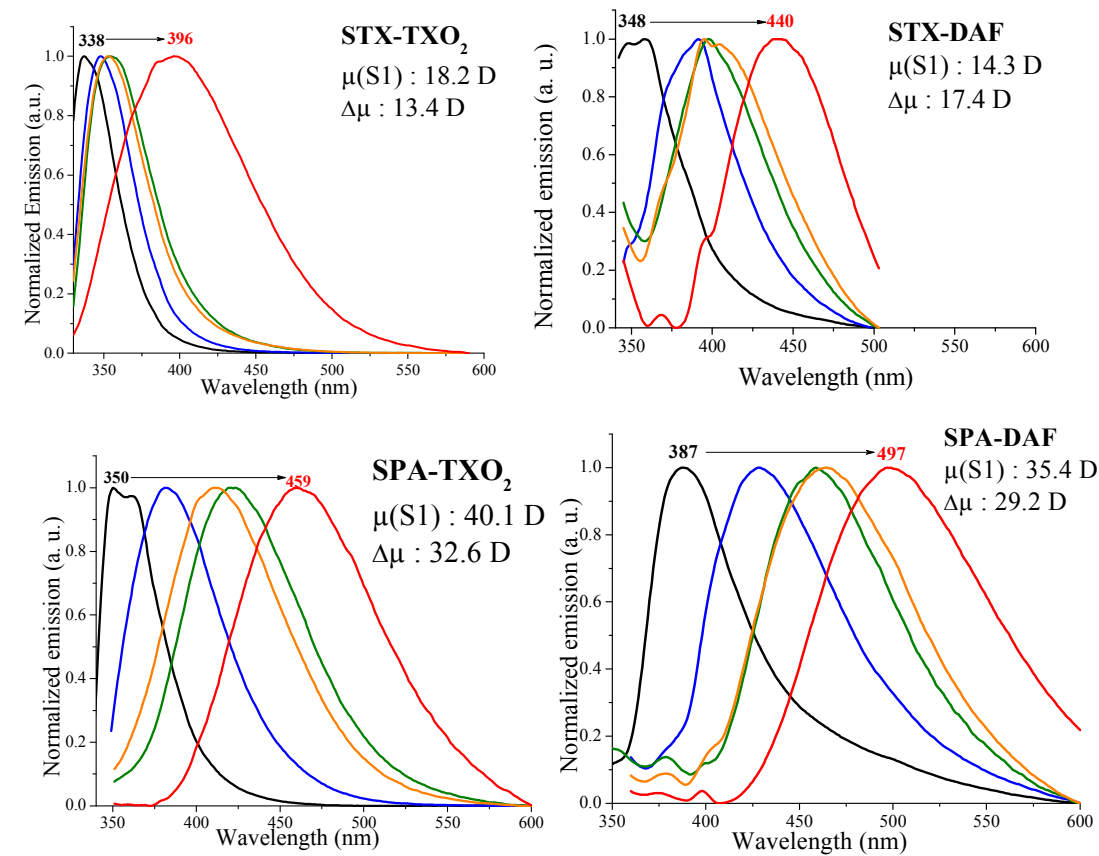 338 396
STX-TXO2
μ(S1) : 18.2 D
Δμ : 13.4 D
Normalized Emission (a.u.)
1.0
0.8
0.6
0.4
0.2
0.0
350 400 450 500 550 600
Wavelength (nm)
348 440
STX-DAF
μ(S1) : 14.3 D
Δμ : 17.4 D
Normalized emission (a. u.)
1.0
0.8
0.6
0.4
0.2
0.0
350 400 450 500 550 600
Wavelength (nm)
350 459
SPA-TXO2
μ(S1) : 40.1 D
Δμ : 32.6 D
Normalized emission (a. u.)
1.0
0.8
0.6
0.4
0.2
0.0
350 400 450 500 550 600
Wavelength (nm)
387 497
SPA-DAF
μ(S1) : 35.4 D
Δμ : 29.2 D
Normalized emission (a. u.)
1.0
0.8
0.6
0.4
0.2
0.0
350 400 450 500 550 600
Wavelength (nm)